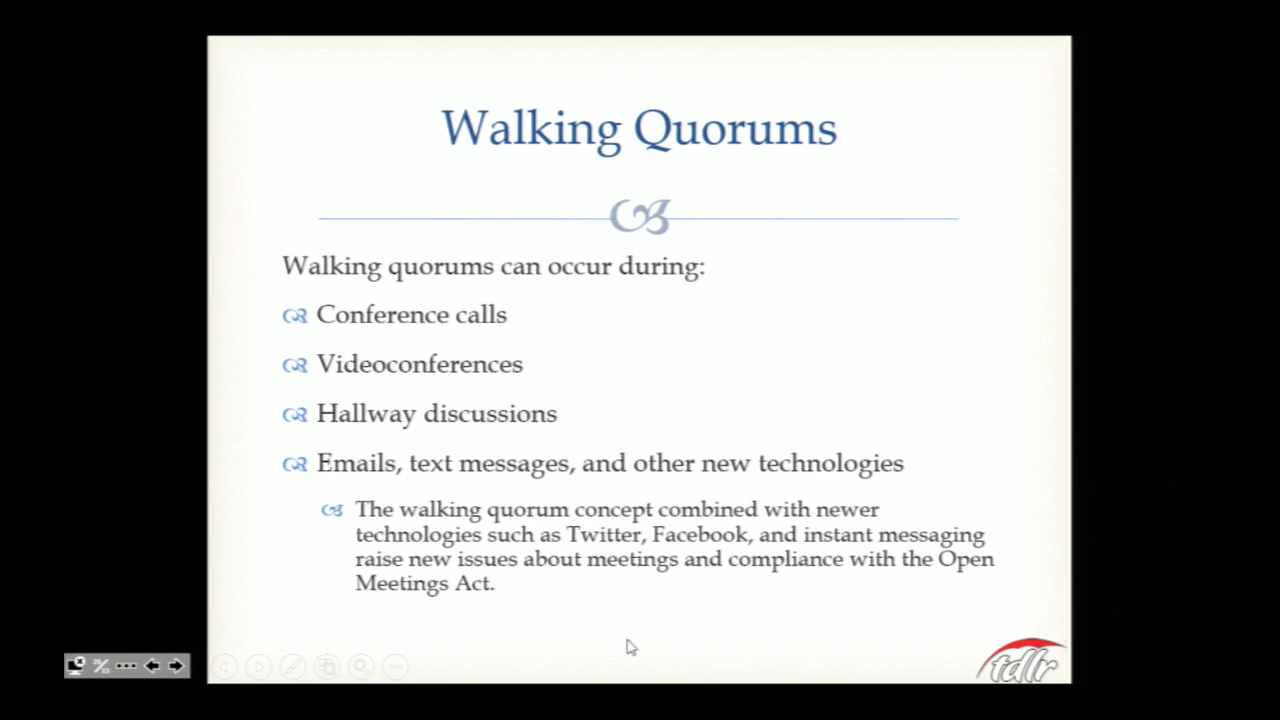 Walking Quorums
Walking quorums can occur during:
Conference calls
Videoconferences
Hallway discussions
Emails, text messages, and other new technologies
The walking quorum concept combined with newer
technologies such as Twitter, Facebook, and instant messaging
raise new issues about meetings and compliance with the Open
Meetings Act.
tdlr